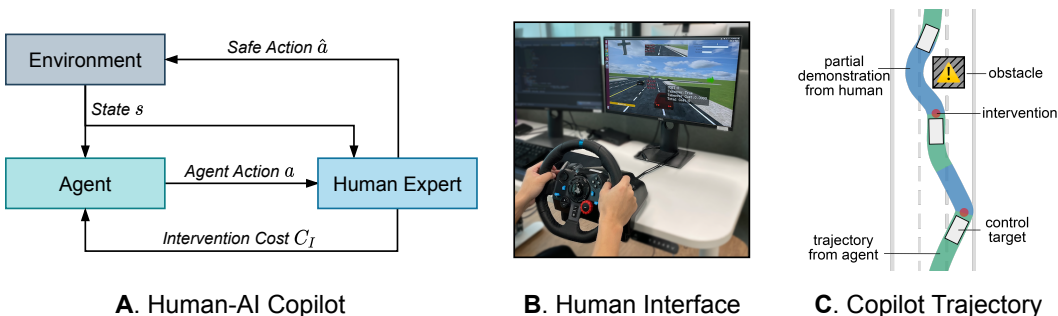 Safe Action â
Environment
State s
Agent
Agent Action a
Human Expert
Intervention Cost C_I
A. Human-AI Copilot
B. Human Interface
partial
demonstration
from human
obstacle
intervention
control
target
trajectory
from agent
C. Copilot Trajectory